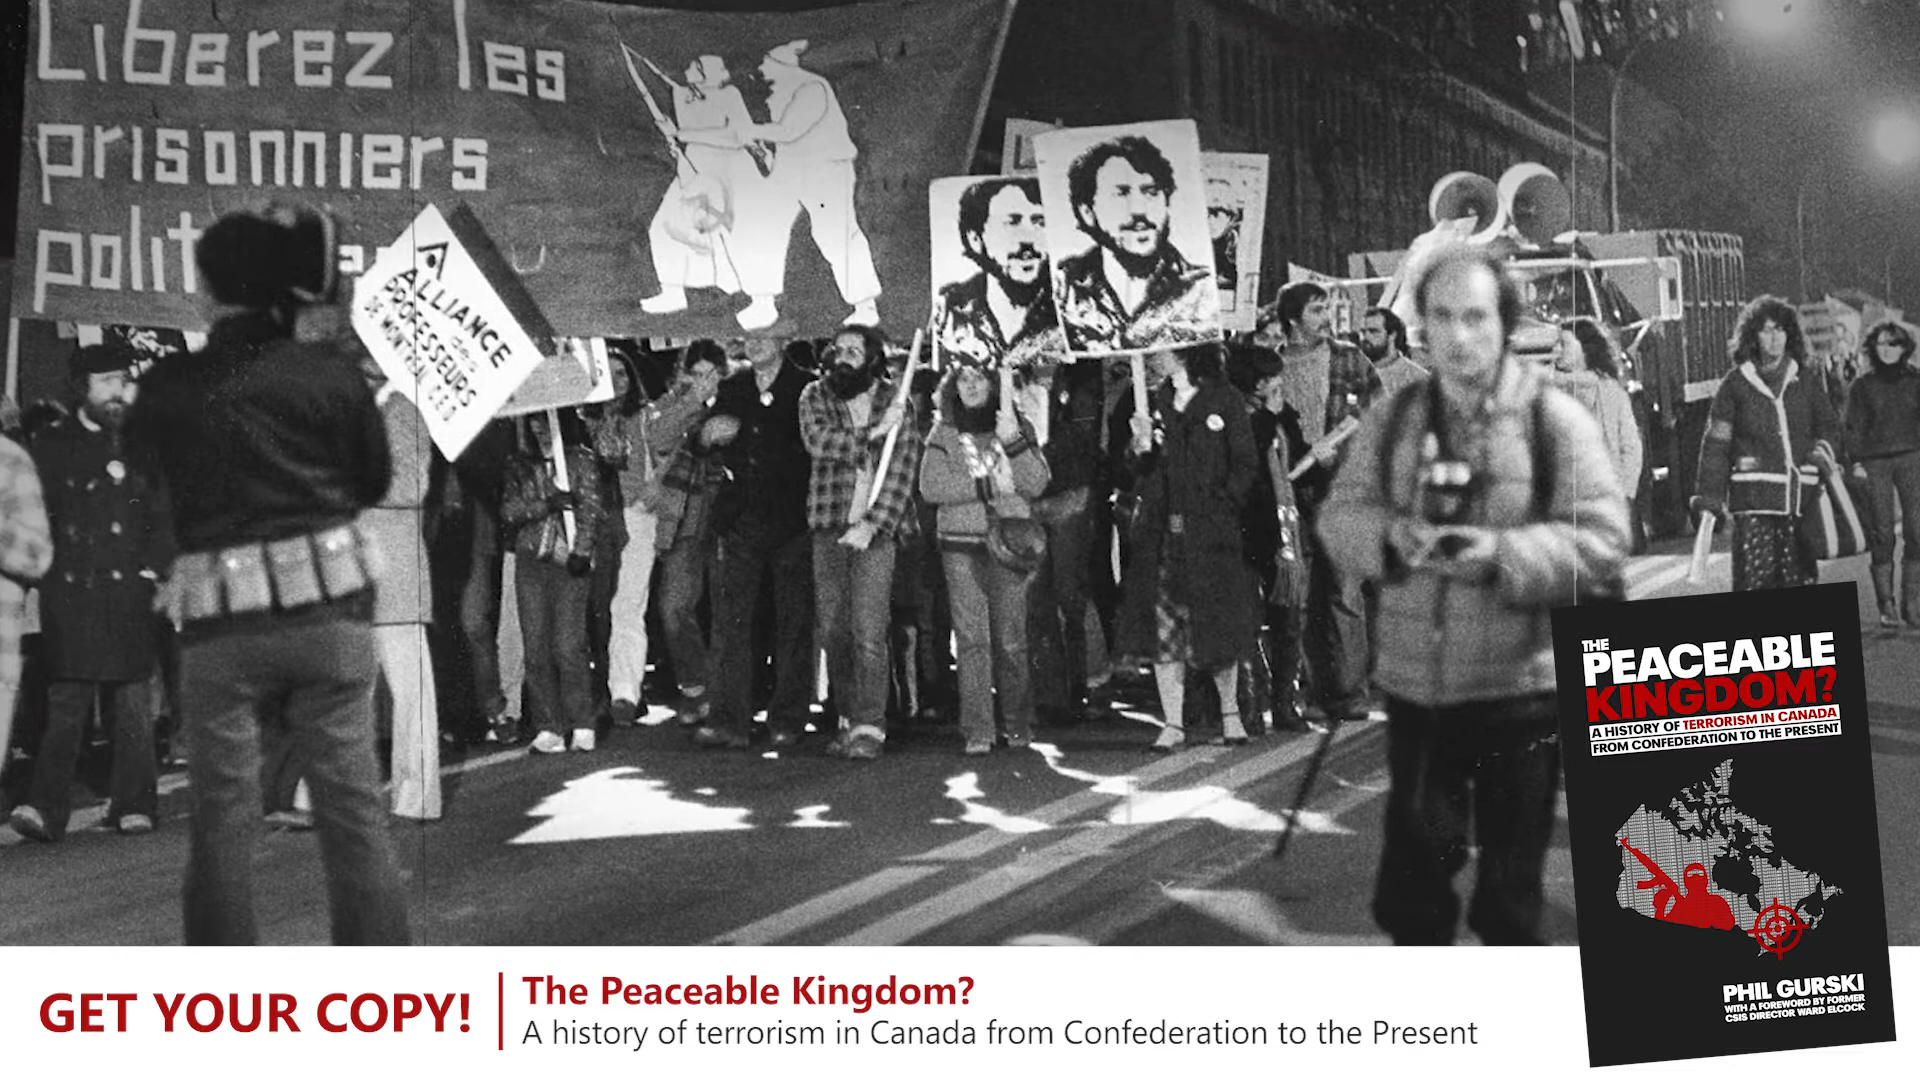 Liberez les
prisonniers
polit
ALLIANCE
des
PROFESSEURS
DE MONTREAL
THE
PEACEABLE
KINGDOM?
A HISTORY OF TERRORISM IN CANADA
FROM CONFEDERATION TO THE PRESENT
PHIL GURSKI
WITH A FOREWORD BY FORMER
CSIS DIRECTOR WARD ELCOCK
GET YOUR COPY!
The Peaceable Kingdom?
A history of terrorism in Canada from Confederation to the Present